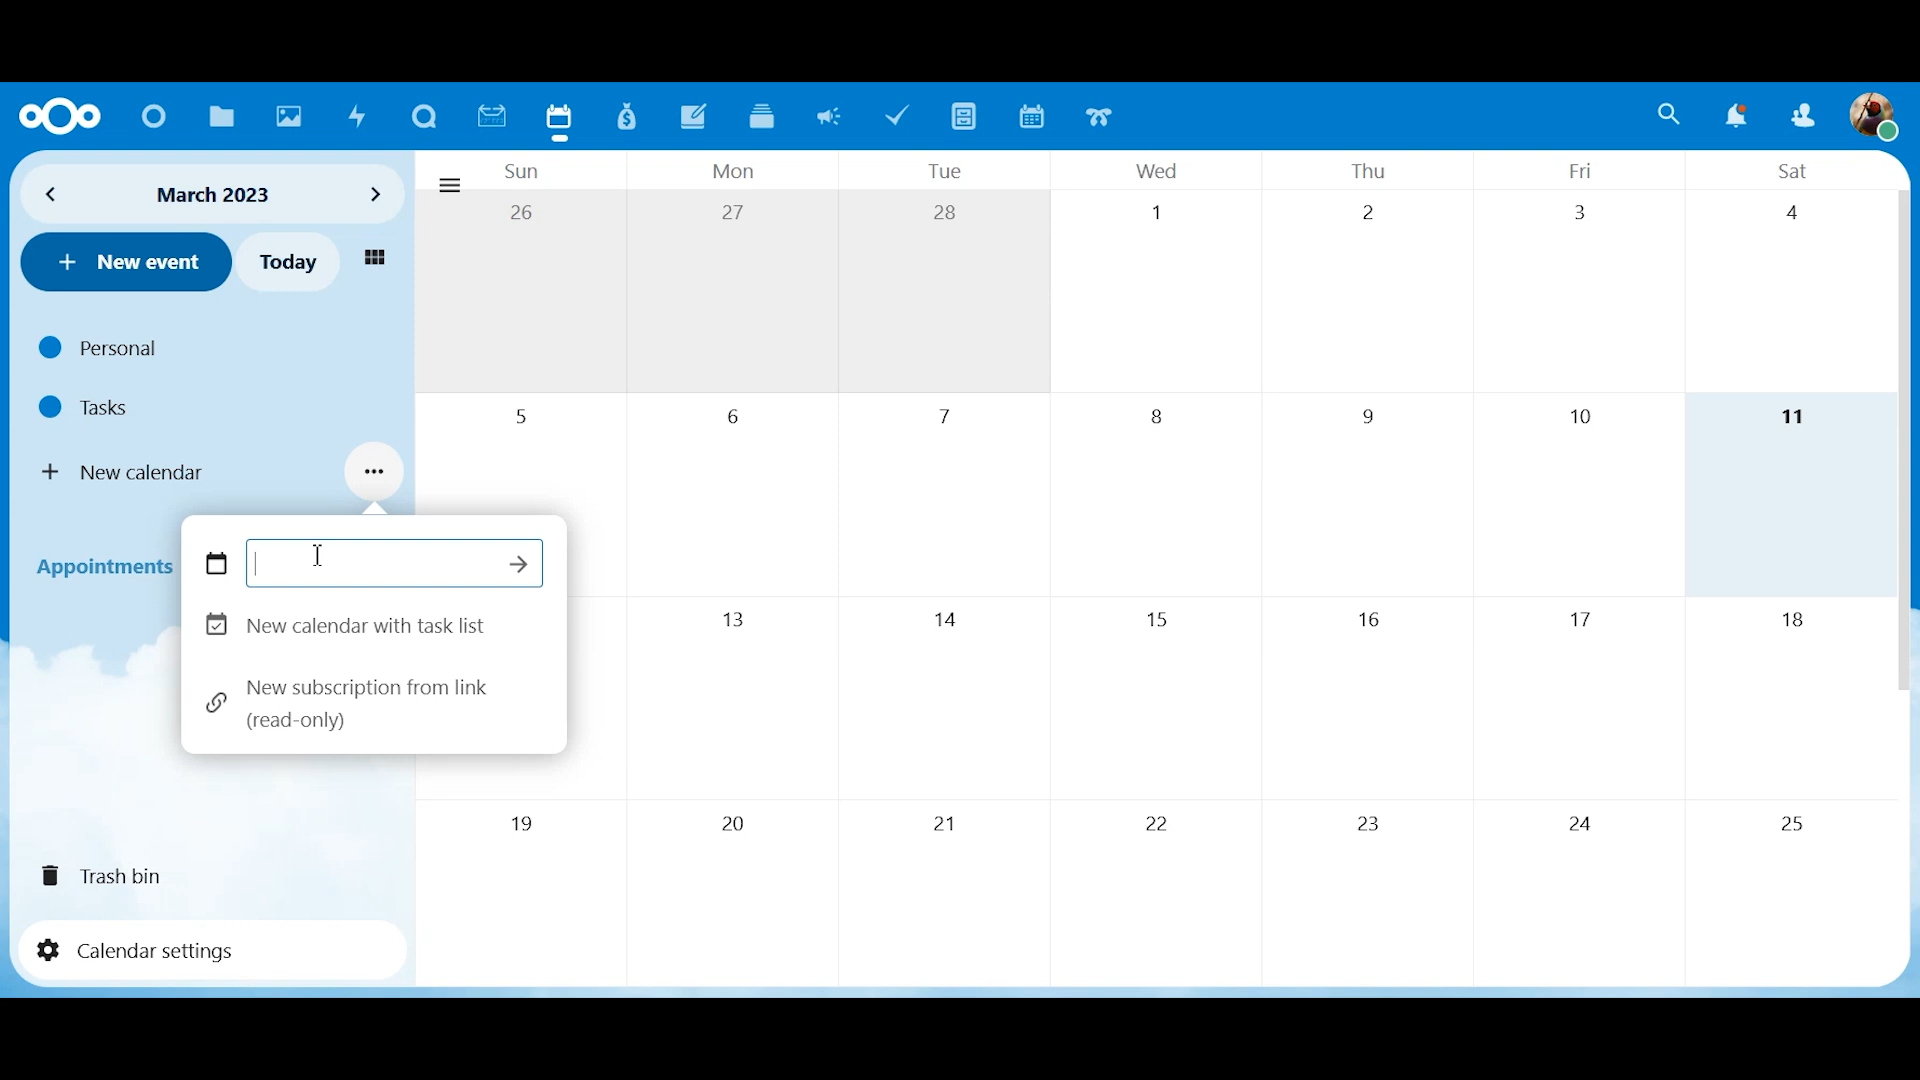 March 2023
+ New event
Today
Personal
Tasks
+ New calendar
...
New calendar with task list
New subscription from link
(read-only)
Appointments
Trash bin
Calendar settings
Sun Mon Tue Wed Thu Fri Sat
26 27 28 1 2 3 4
5 6 7 8 9 10 11
13 14 15 16 17 18
19 20 21 22 23 24 25